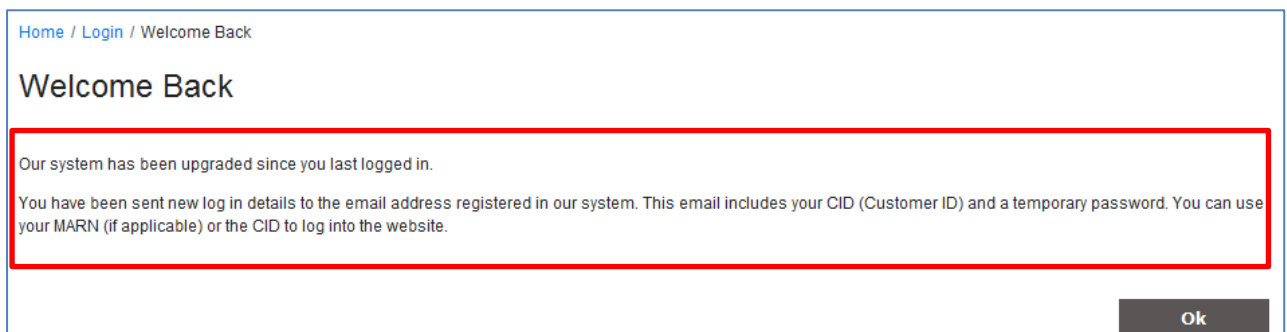 Home / Login / Welcome Back
Welcome Back
Our system has been upgraded since you last logged in.
You have been sent new log in details to the email address registered in our system. This email includes your CID (Customer ID) and a temporary password. You can use
your MARN (if applicable) or the CID to log into the website.
Ok